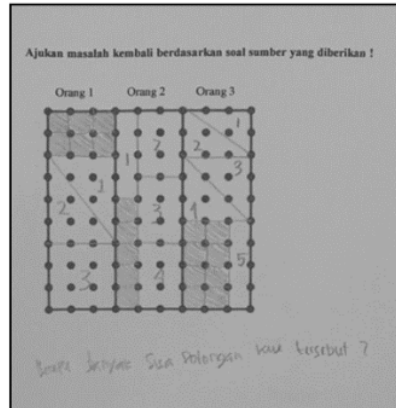 Ajukan masalah kembali berdasarkan soal sumber yang diberikan !
Orang 1 Orang 2 Orang 3
1
1 2 2
3
1
2 3 1
5
3 4
banyak sisa potongan kue tersebut ?